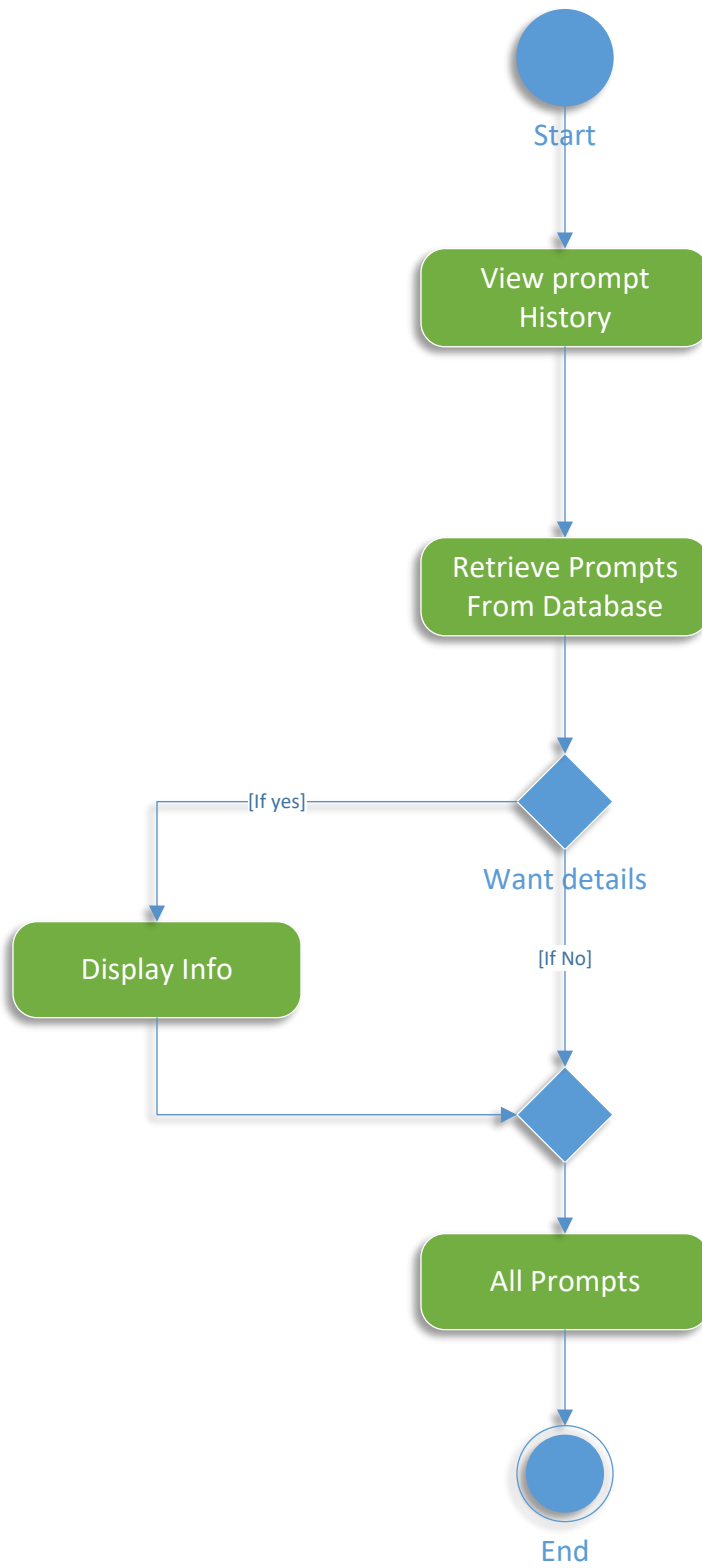 Start
View prompt
History
Retrieve Prompts
From Database
[If yes]
Want details
[If No]
Display Info
All Prompts
End